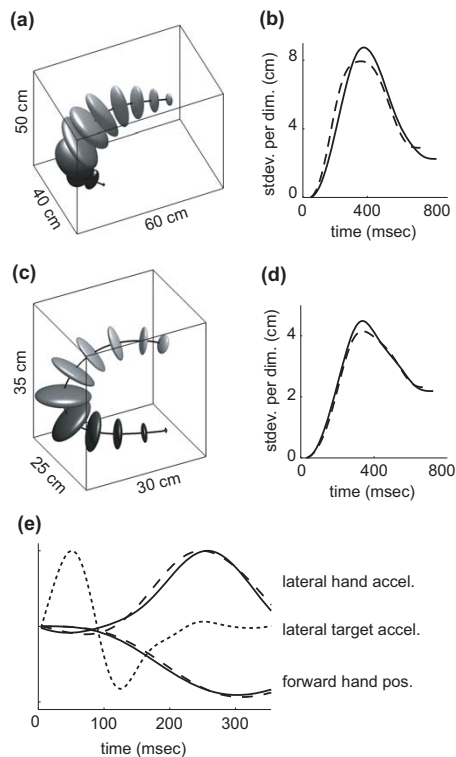 (a)
50 cm
40 cm
60 cm
(b)
stdev. per dim. (cm)
8
4
0
0
400
800
time (msec)
(c)
35 cm
25 cm
30 cm
(d)
stdev. per dim. (cm)
4
2
0
0
400
800
time (msec)
(e)
lateral hand accel.
lateral target accel.
forward hand pos.
0
100
300
time (msec)